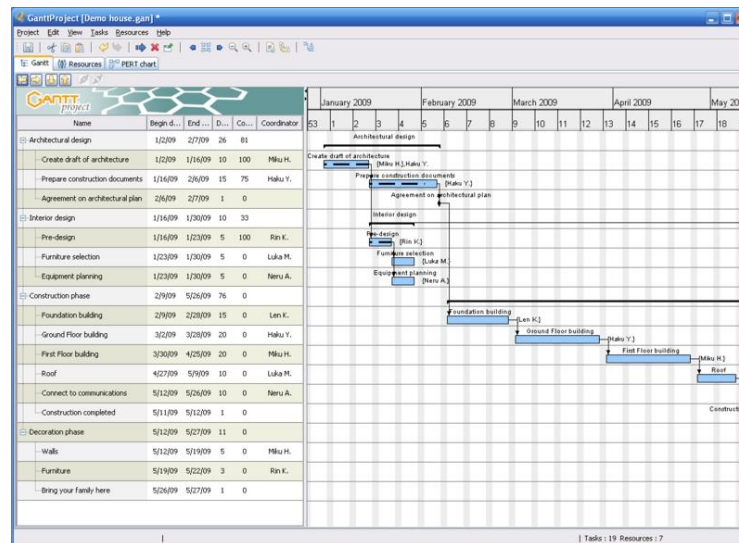 GanttProject [Demo house.gan] *
Project Edit View Tasks Resources Help
Gantt Resources PERT chart
GANTT project
January 2009 February 2009 March 2009 April 2009 May 20
Name Begin d... End ... D... Co... Coordinator 53 1 2 3 4 5 6 7 8 9 10 11 12 13 14 15 16 17 18
Architectural design 1/2/09 2/7/09 26 81 Architectural design
Create draft of architecture 1/2/09 1/16/09 10 100 Miku H. Create draft of architecture [Miku H.],Haku Y.]
Prepare construction documents 1/16/09 2/6/09 15 75 Haku Y. Prepare construction documents [Haku Y.]
Agreement on architectural plan 2/6/09 2/7/09 1 0 Agreement on architectural plan
Interior design 1/16/09 1/30/09 10 33 Interior design
Pre-design 1/16/09 1/23/09 5 100 Rin K. Pre-design [Rin K.]
Furniture selection 1/23/09 1/30/09 5 0 Luka M. Furniture selection [Luka M.]
Equipment planning 1/23/09 1/30/09 5 0 Neru A. Equipment planning [Neru A.]
Construction phase 2/9/09 5/26/09 76 0
Foundation building 2/9/09 2/28/09 15 0 Len K. Foundation building [Len K.]
Ground Floor building 3/2/09 3/28/09 20 0 Haku Y. Ground Floor building [Haku Y.]
First Floor building 3/30/09 4/25/09 20 0 Miku H. First Floor building [Miku H.]
Roof 4/27/09 5/9/09 10 0 Luka M. Roof
Connect to communications 5/12/09 5/26/09 10 0 Neru A.
Construction completed 5/11/09 5/12/09 1 0 Construct
Decoration phase 5/12/09 5/27/09 11 0
Walls 5/12/09 5/19/09 5 0 Miku H.
Furniture 5/19/09 5/22/09 3 0 Rin K.
Bring your family here 5/26/09 5/27/09 1 0
Tasks : 19 Resources : 7